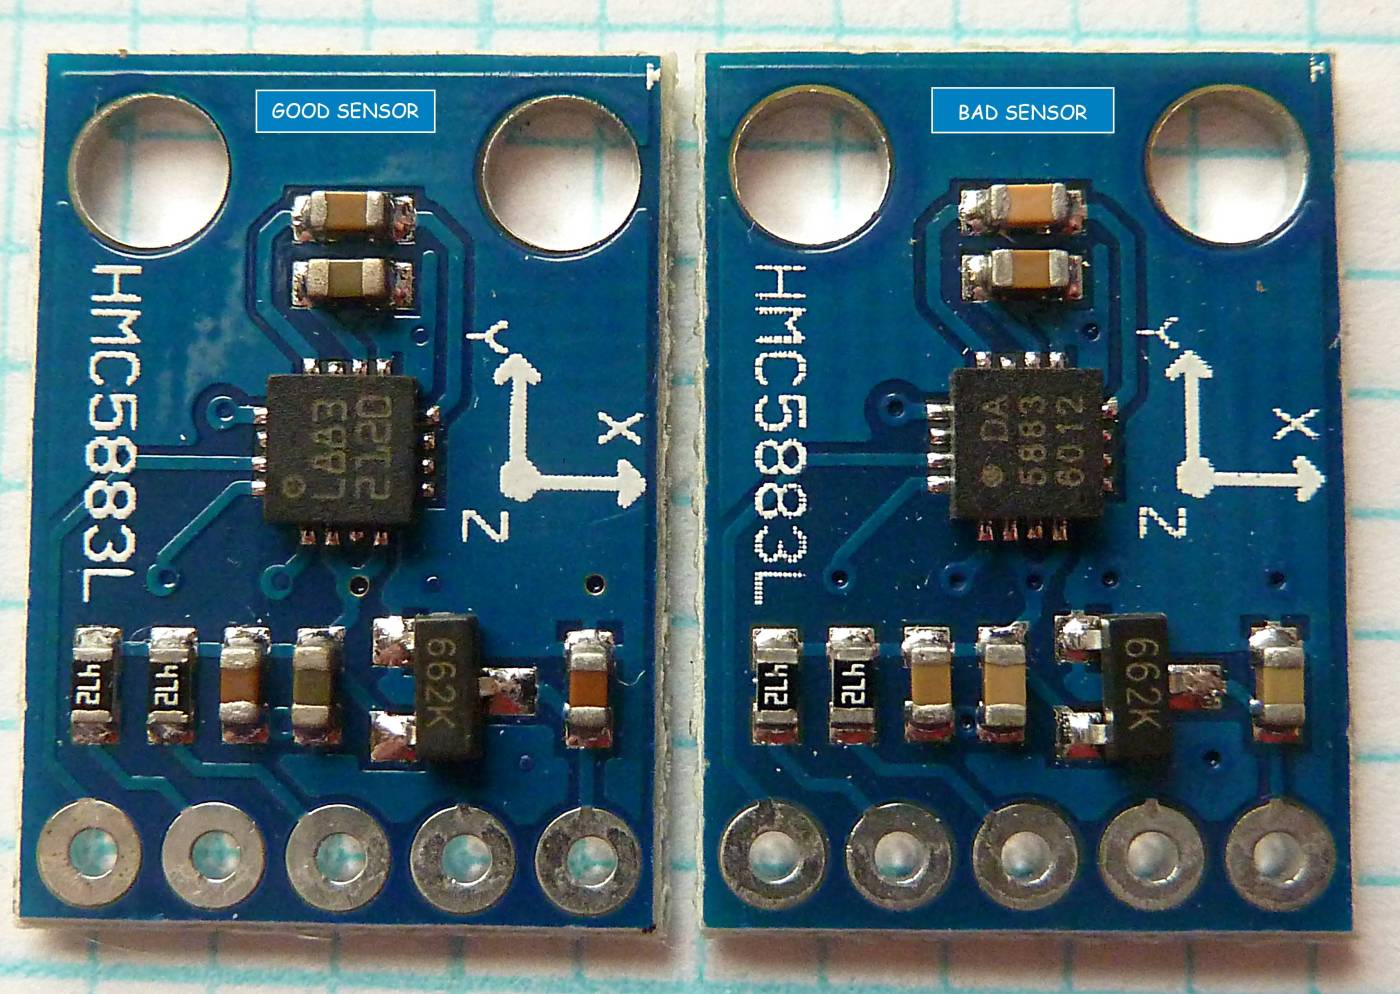 GOOD SENSOR
HMC5883L
L883
2120
Y
X
Z
472
472
662K
BAD SENSOR
HMC5883L
DA
5883
6012
Y
X
Z
472
472
662K